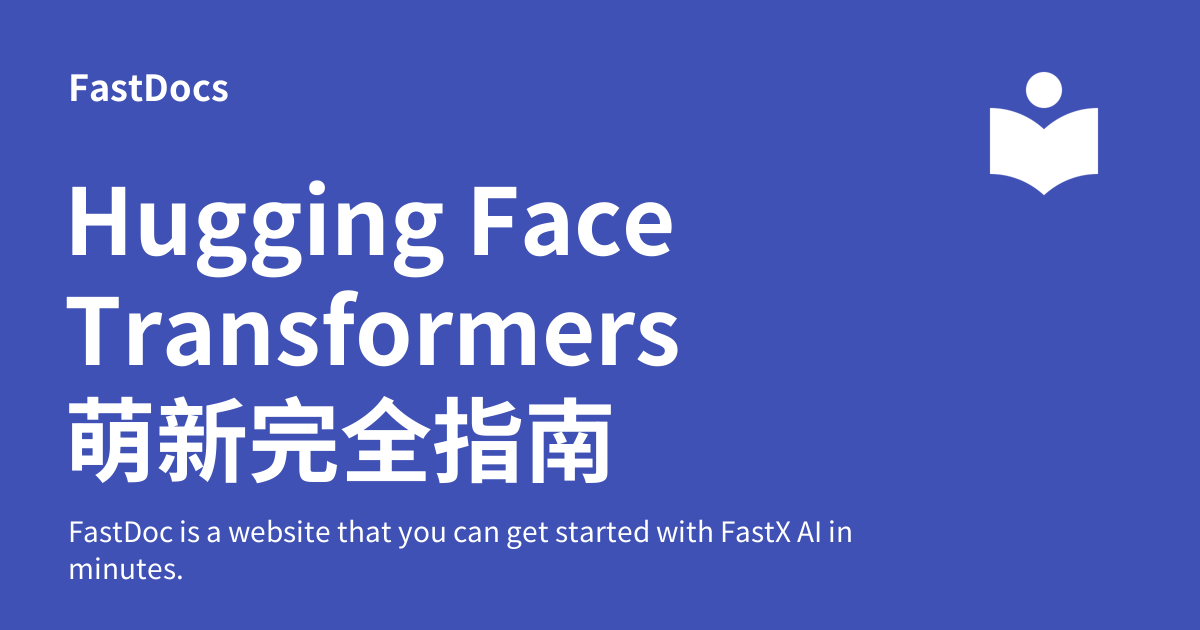 FastDocs
Hugging Face
Transformers
萌新完全指南
FastDoc is a website that you can get started with FastX AI in
minutes.